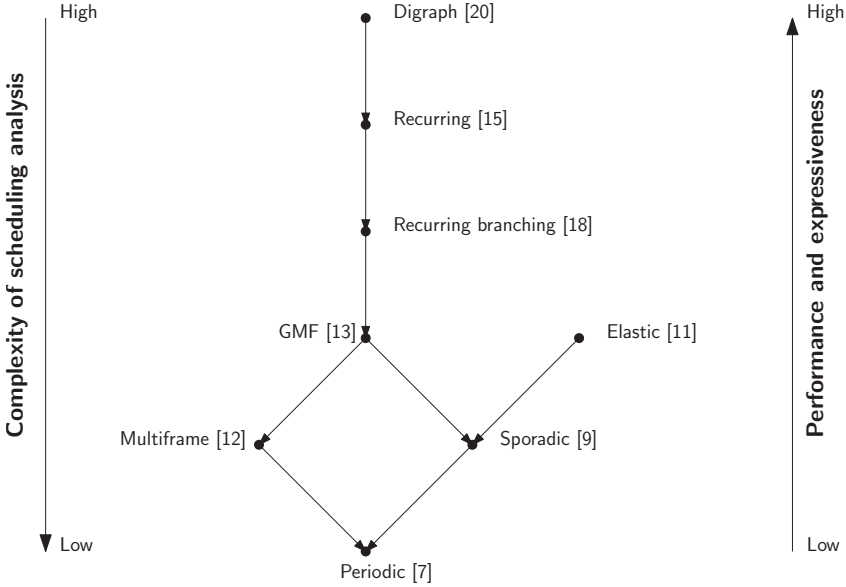 High
Digraph [20]
High
Recurring [15]
Recurring branching [18]
Complexity of scheduling analysis
Performance and expressiveness
GMF [13]
Elastic [11]
Multiframe [12]
Sporadic [9]
Low
Low
Periodic [7]